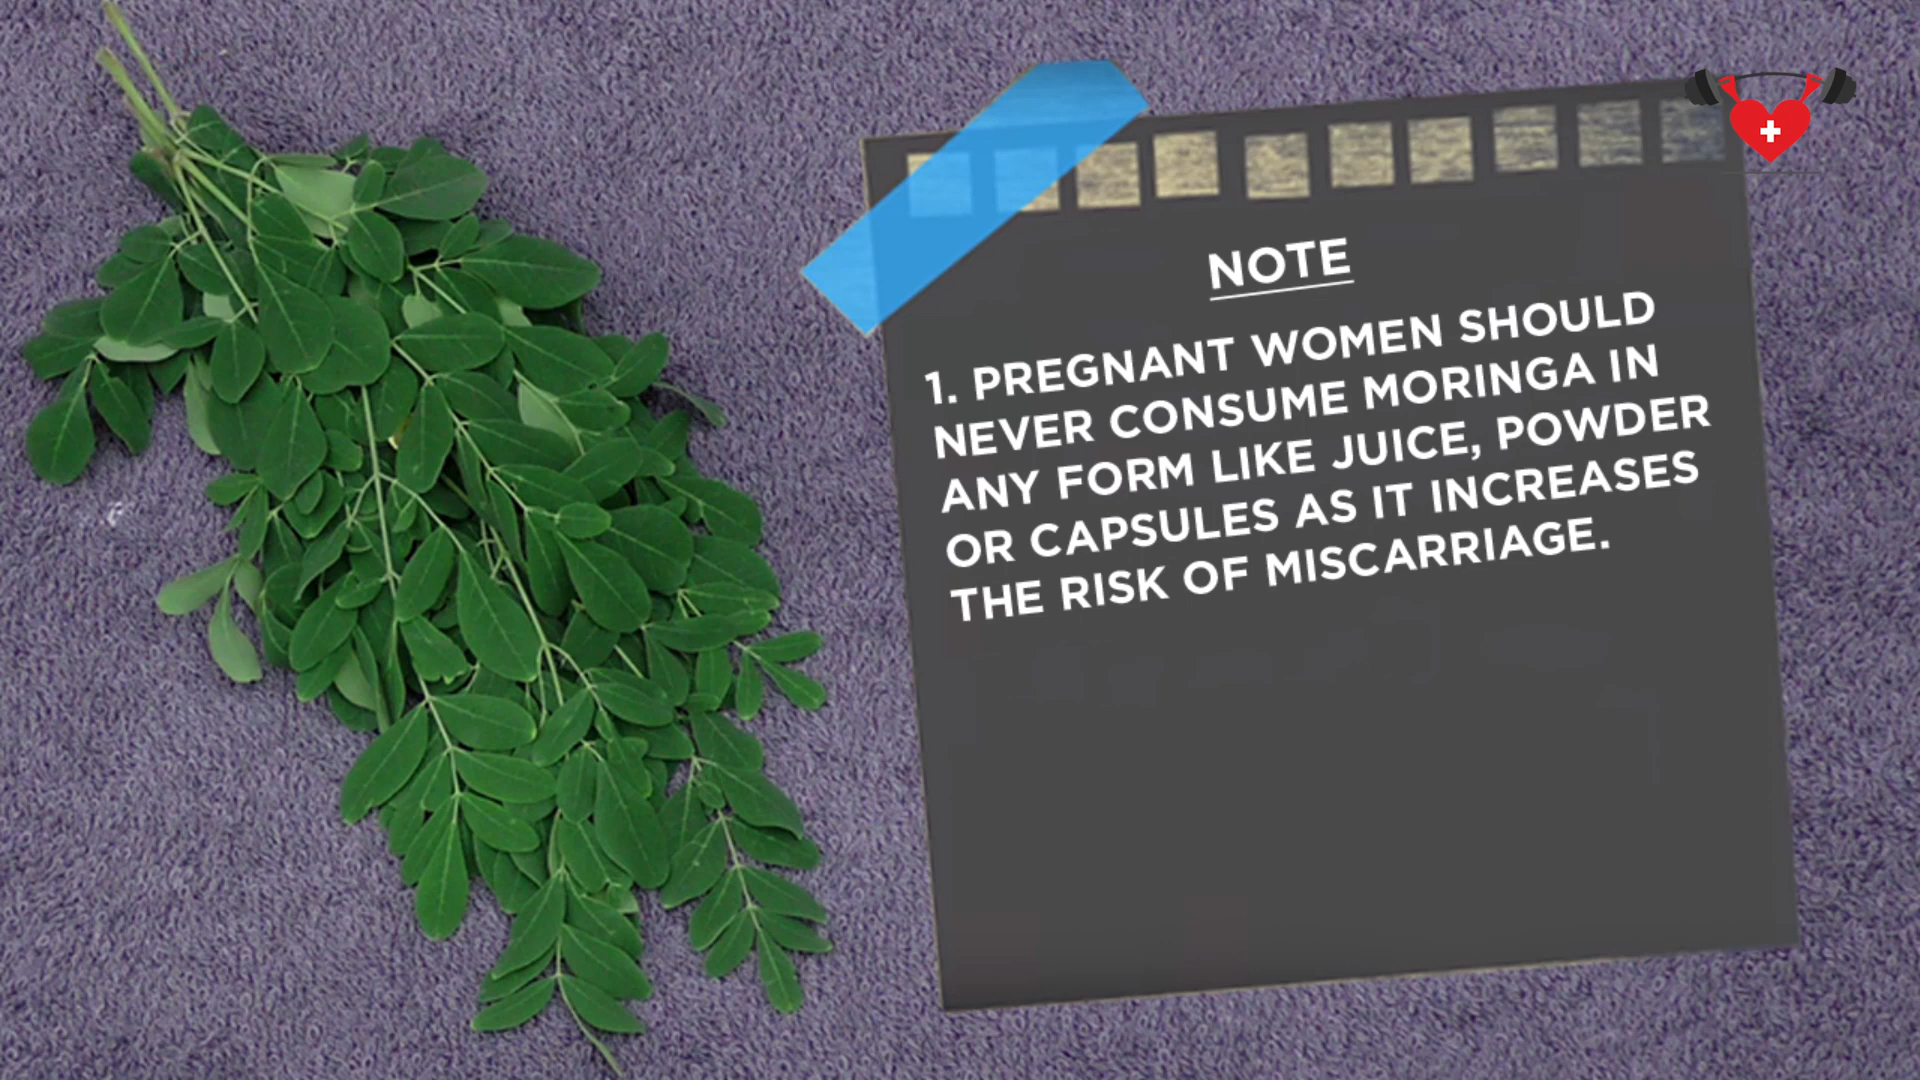 NOTE
1. PREGNANT WOMEN SHOULD
NEVER CONSUME MORINGA IN
ANY FORM LIKE JUICE, POWDER
OR CAPSULES AS IT INCREASES
THE RISK OF MISCARRIAGE.